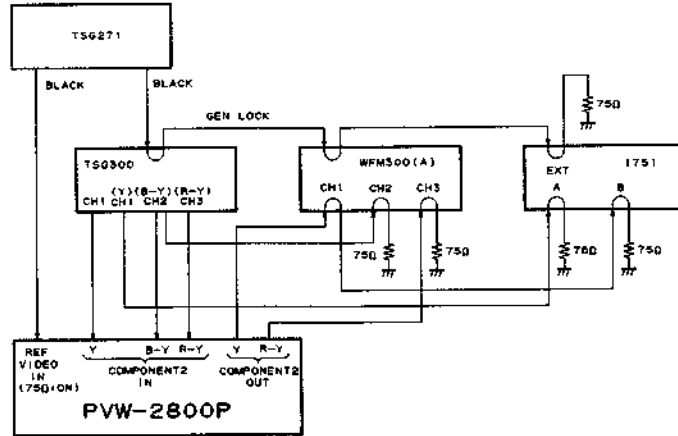 TSG271
BLACK
BLACK
GEN LOCK
75Ω
TSG300
(Y)(B-Y)(R-Y)
CH1 CH1 CH2 CH3
WFM300(A)
CH1 CH2 CH3
1751
EXT
A B
75Ω 75Ω
75Ω 75Ω
REF
VIDEO
IN
(75Ω:ON)
Y B-Y R-Y
COMPONENT2
IN
Y R-Y
COMPONENT2
OUT
PVW-2800P